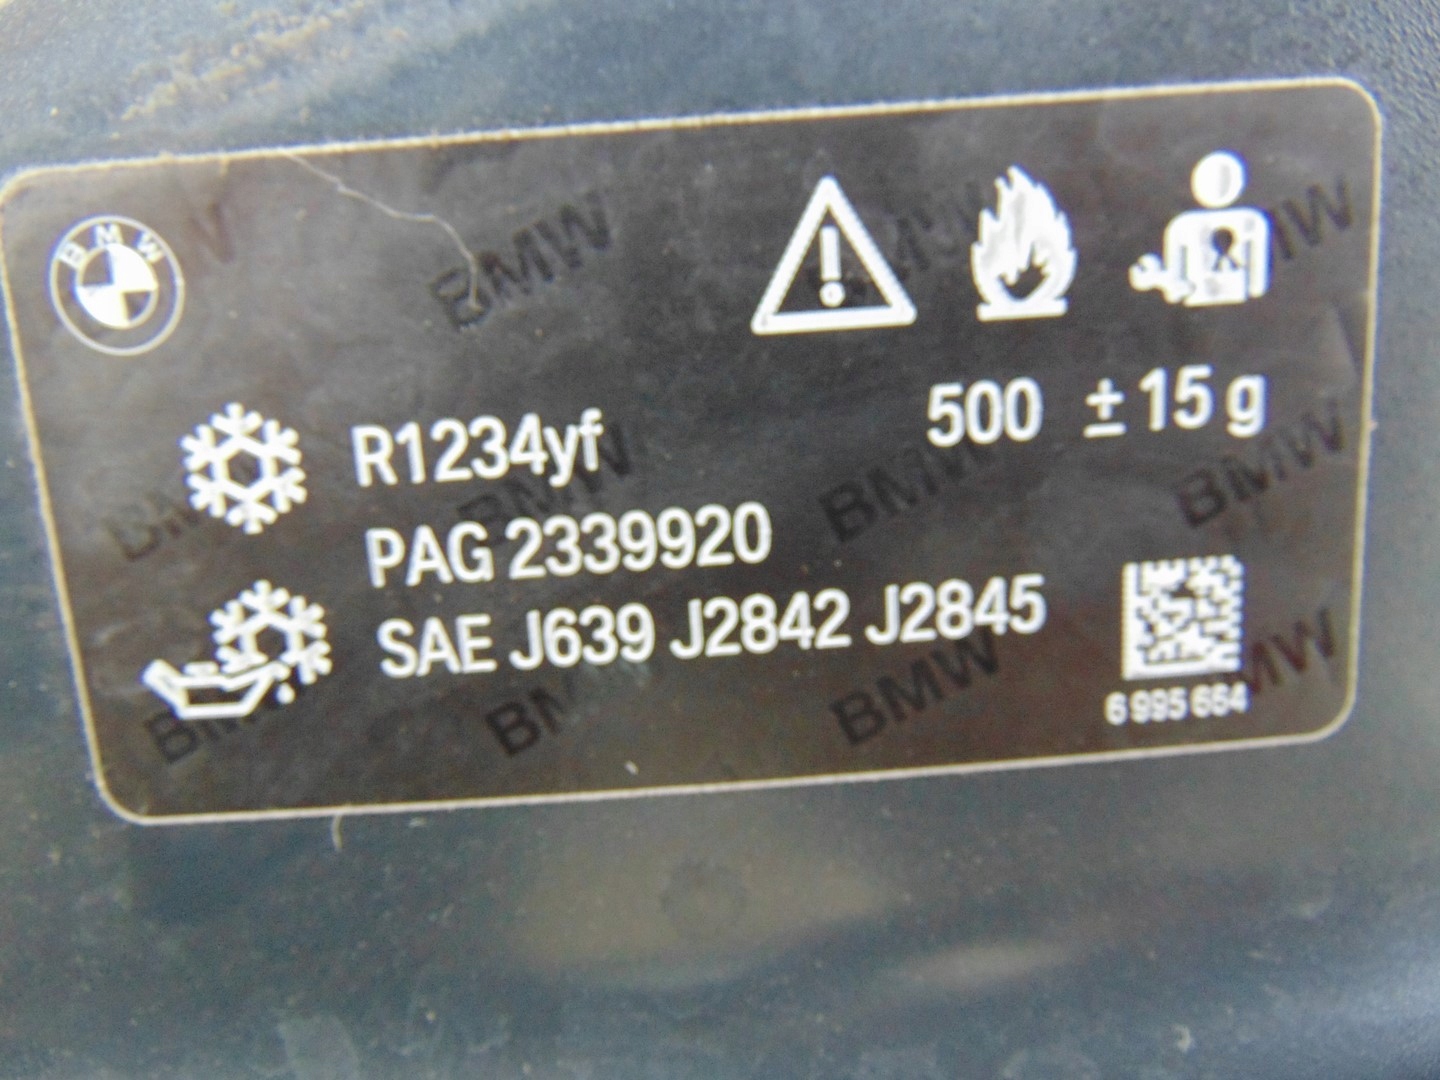 BMW
R1234yf 500 ± 15 g
PAG 2339920
SAE J639 J2842 J2845
6 995 664